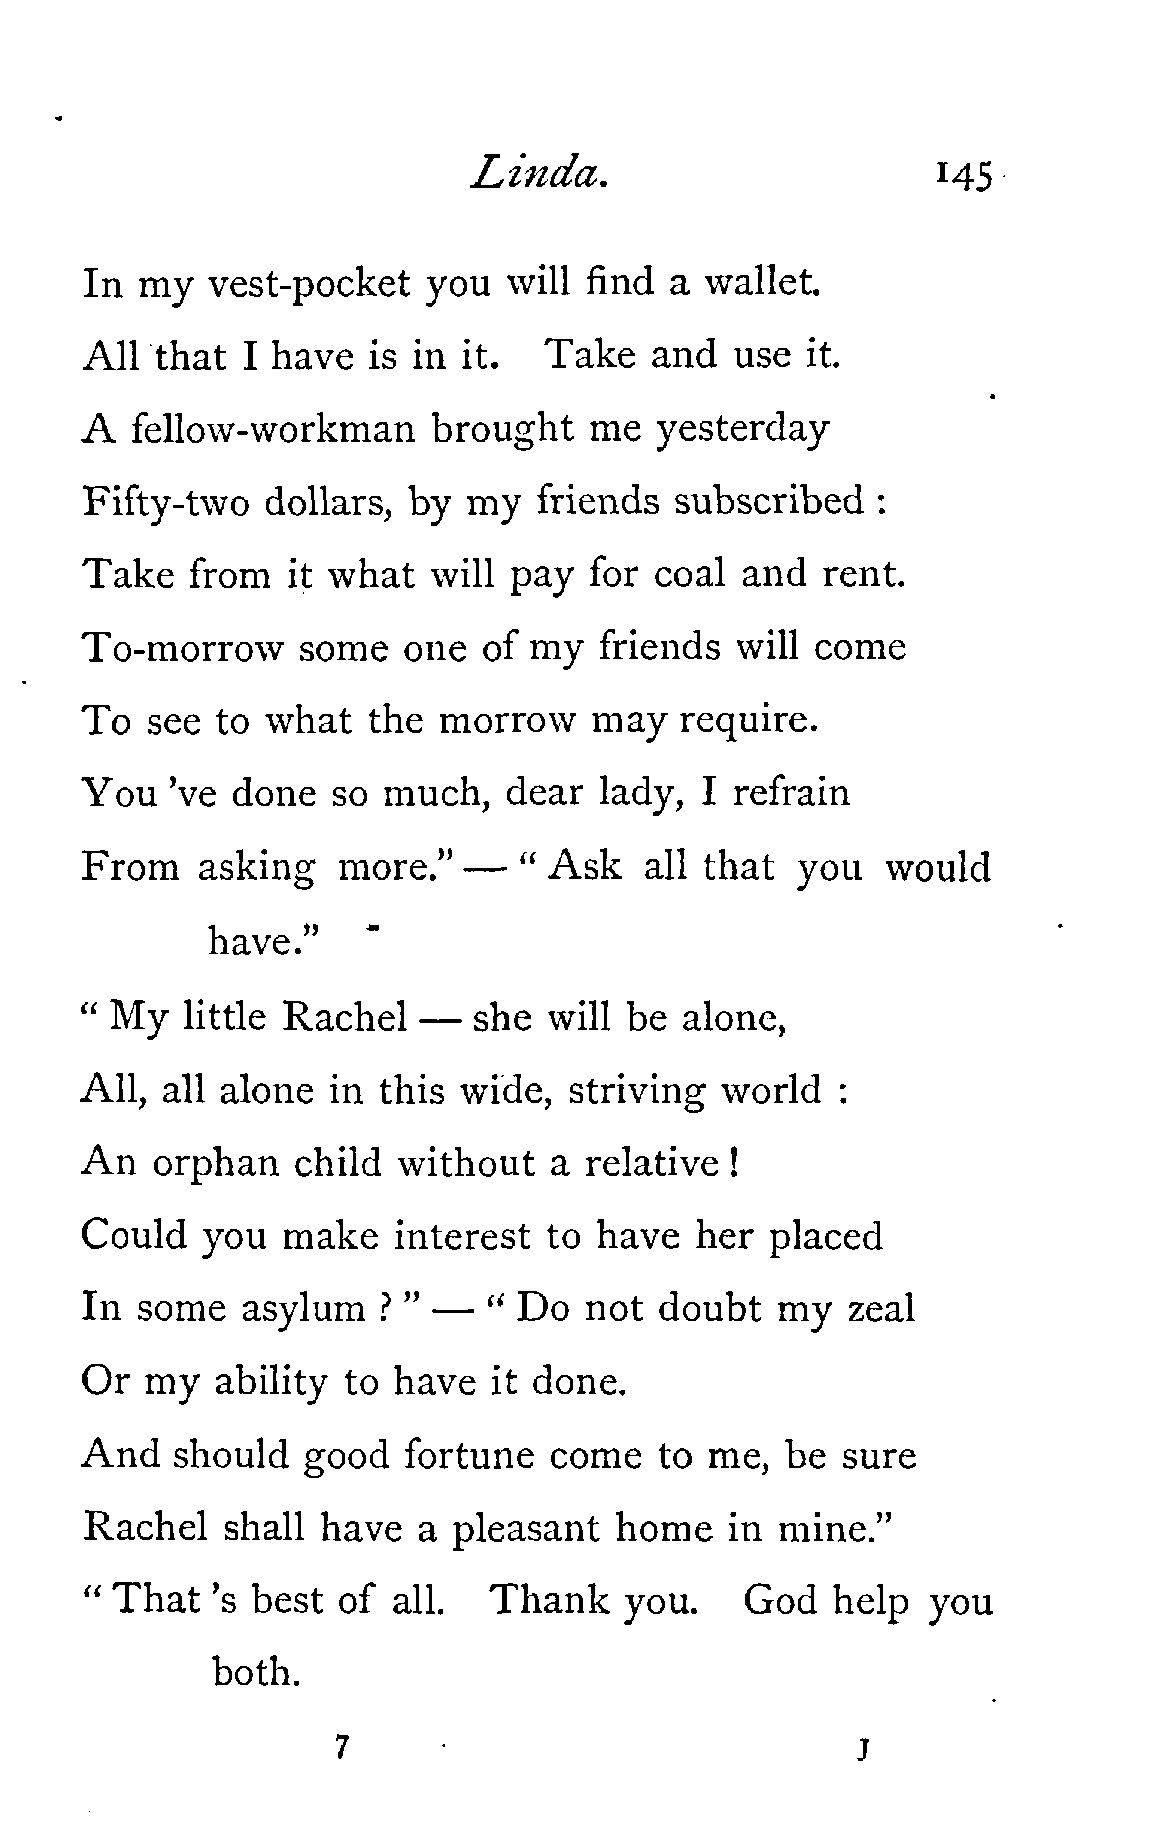 Linda. 145
In my vest-pocket you will find a wallet.
All that I have is in it. Take and use it.
A fellow-workman brought me yesterday
Fifty-two dollars, by my friends subscribed :
Take from it what will pay for coal and rent.
To-morrow some one of my friends will come
To see to what the morrow may require.
You 've done so much, dear lady, I refrain
From asking more." — " Ask all that you would
have."
" My little Rachel — she will be alone,
All, all alone in this wide, striving world :
An orphan child without a relative !
Could you make interest to have her placed
In some asylum ? " — " Do not doubt my zeal
Or my ability to have it done.
And should good fortune come to me, be sure
Rachel shall have a pleasant home in mine."
" That 's best of all. Thank you. God help you
both.
7 J